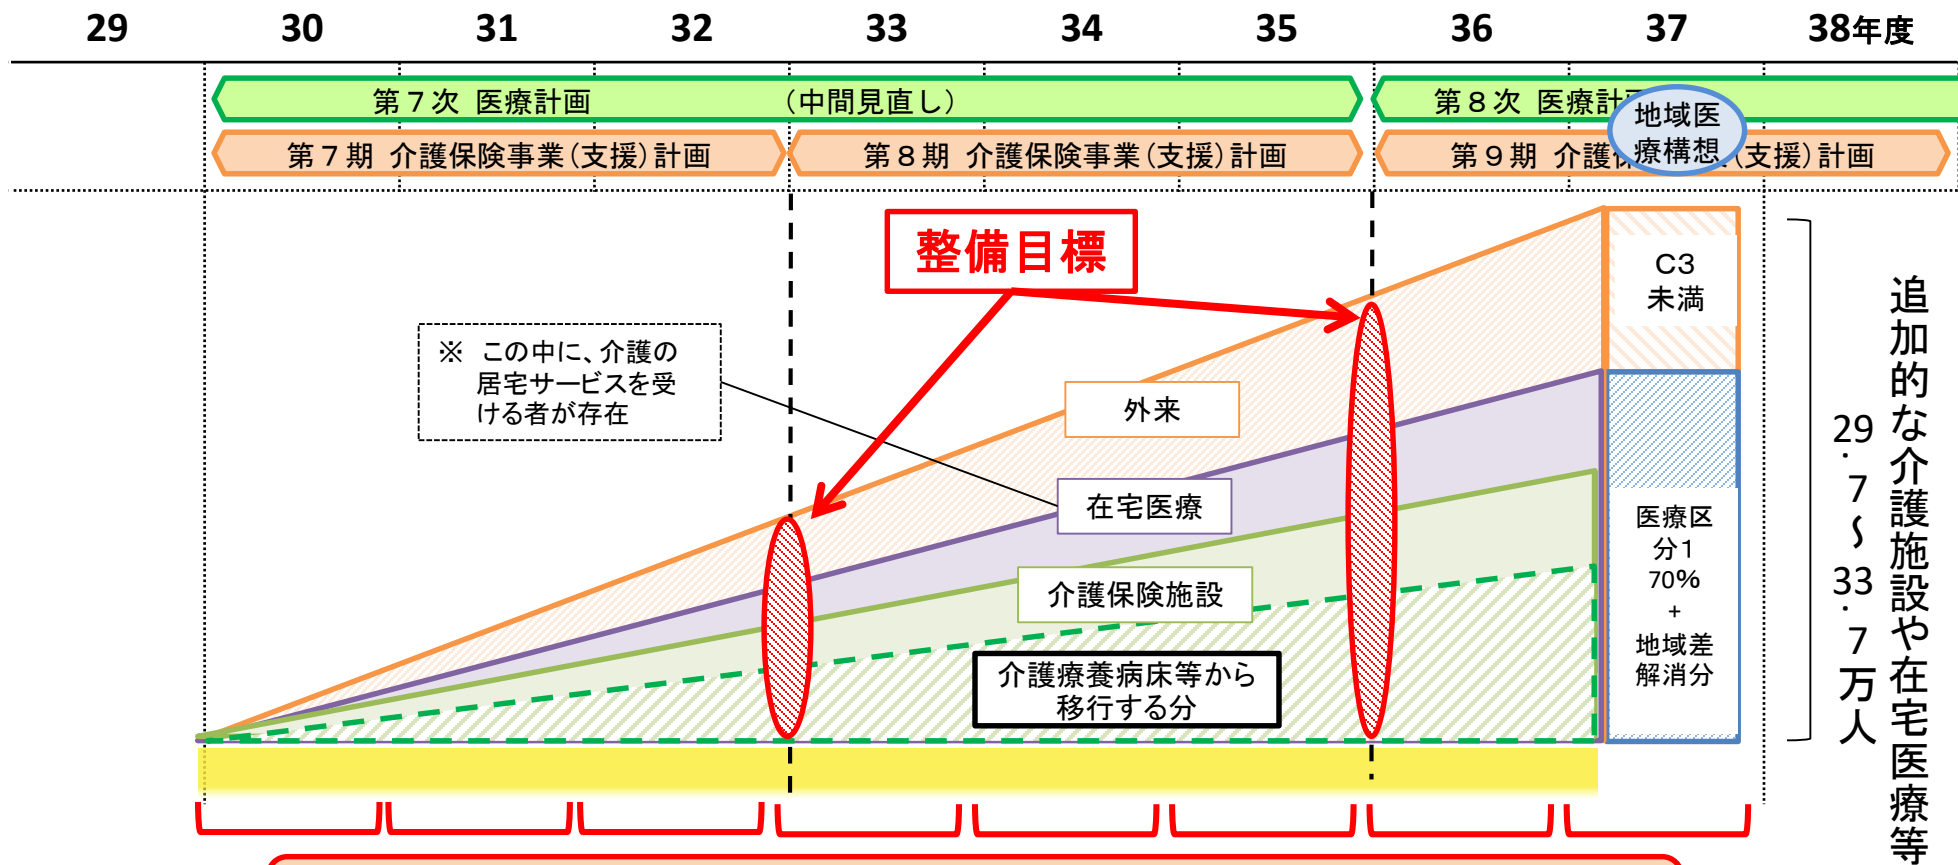 29 30 31 32 33 34 35 36 37 38年度
第７次 医療計画 （中間見直し） 第８次 医療計
第７期 介護保険事業（支援）計画 第８期 介護保険事業（支援）計画 第９期 介護保 （支援）計画
地域医
療構想
整備目標
C3
未満
※ この中に、介護の
居宅サービスを受
ける者が存在
外来
在宅医療
介護保険施設
介護療養病床等から
移行する分
医療区
分1
70%
+
地域差
解消分
追加的な介護施設や在宅医療等
29.7～33.7万人